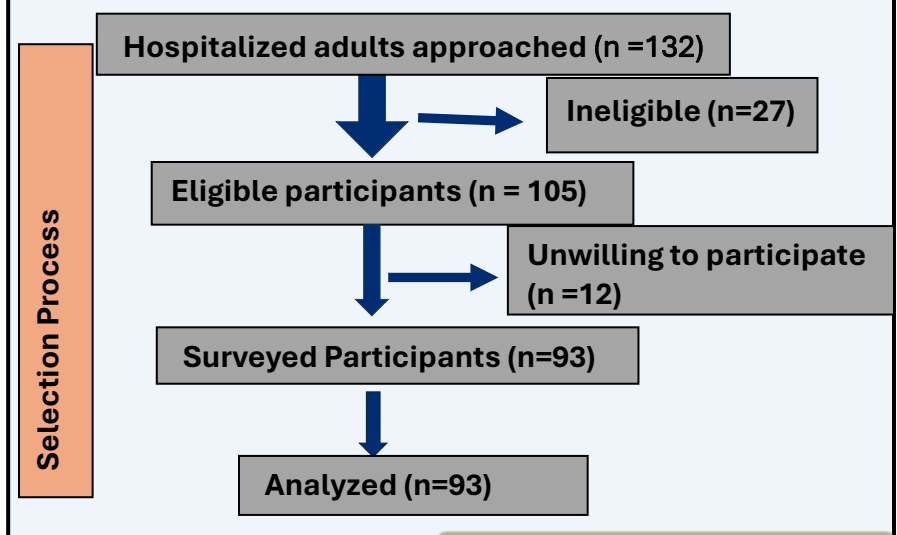 Selection Process
Hospitalized adults approached (n =132)
Ineligible (n=27)
Eligible participants (n = 105)
Unwilling to participate
(n =12)
Surveyed Participants (n=93)
Analyzed (n=93)